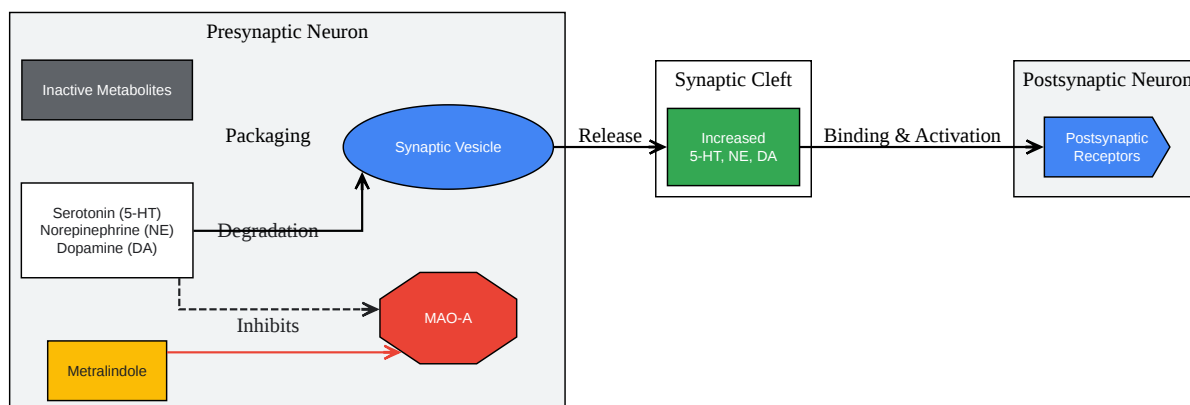 Presynaptic Neuron
Inactive Metabolites
Packaging
Synaptic Vesicle
Release
Synaptic Cleft
Increased
5-HT, NE, DA
Binding & Activation
Postsynaptic Neuron
Postsynaptic
Receptors
Serotonin (5-HT)
Norepinephrine (NE)
Dopamine (DA)
Degradation
MAO-A
Inhibits
Metralindole